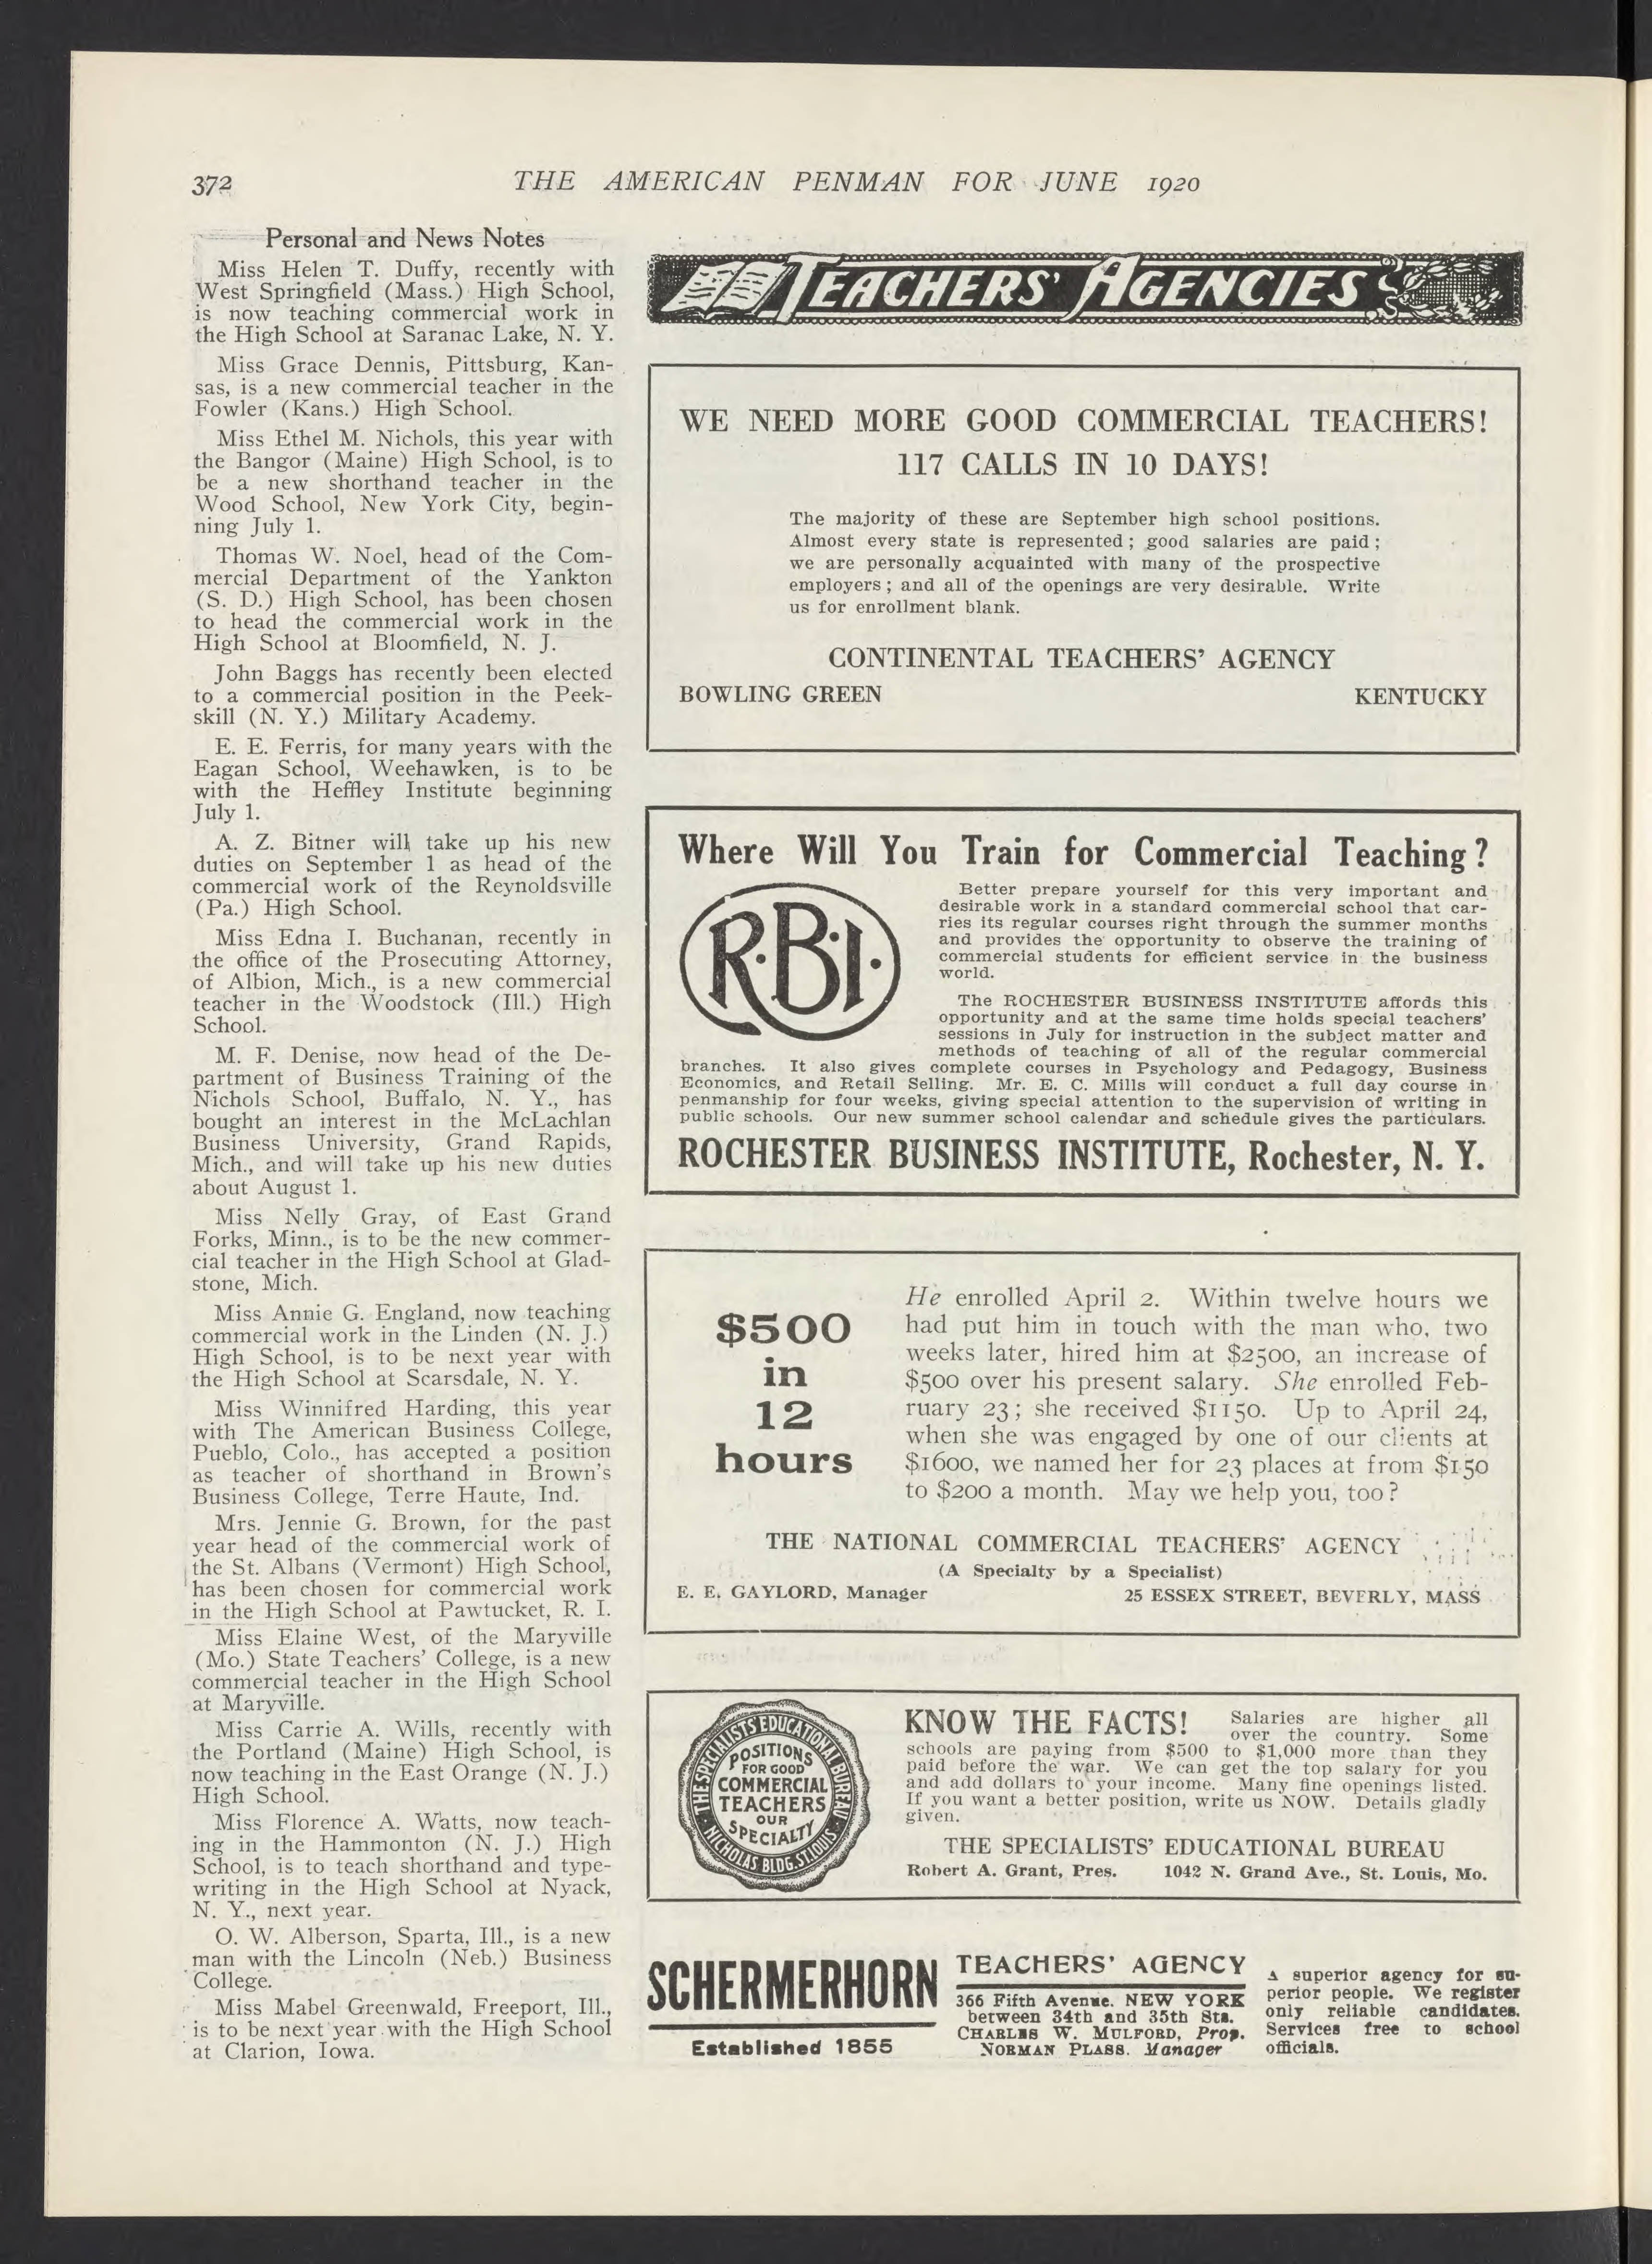 372
THE AMERICAN PENMAN FOR JUNE 1920
Personal and News Notes
Miss Helen T. Duffy, recently with
West Springfield (Mass.) High School,
is now teaching commercial work in
the High School at Saranac Lake, N. Y.
Miss Grace Dennis, Pittsburg, Kan-
sas, is a new commercial teacher in the
Fowler (Kans.) High School.
Miss Ethel M. Nichols, this year with
the Bangor (Maine) High School, is to
be a new shorthand teacher in the
Wood School, New York City, begin-
ning July 1.
Thomas W. Noel, head of the Com-
mercial Department of the Yankton
(S. D.) High School, has been chosen
to head the commercial work in the
High School at Bloomfield, N. J.
John Baggs has recently been elected
to a commercial position in the Peek-
skill (N. Y.) Military Academy.
E. E. Ferris, for many years with the
Eagan School, Weehawken, is to be
with the Heffley Institute beginning
July 1.
A. Z. Bitner will take up his new
duties on September 1 as head of the
commercial work of the Reynoldsville
(Pa.) High School.
Miss Edna I. Buchanan, recently in
the office of the Prosecuting Attorney,
of Albion, Mich., is a new commercial
teacher in the Woodstock (Ill.) High
School.
M. F. Denise, now head of the De-
partment of Business Training of the
Nichols School, Buffalo, N. Y., has
bought an interest in the McLachlan
Business University, Grand Rapids,
Mich., and will take up his new duties
about August 1.
Miss Nelly Gray, of East Grand
Forks, Minn., is to be the new commer-
cial teacher in the High School at Glad-
stone, Mich.
Miss Annie G. England, now teaching
commercial work in the Linden (N. J.)
High School, is to be next year with
the High School at Scarsdale, N. Y.
Miss Winnifred Harding, this year
with The American Business College,
Pueblo, Colo., has accepted a position
as teacher of shorthand in Brown's
Business College, Terre Haute, Ind.
Mrs. Jennie G. Brown, for the past
year head of the commercial work of
the St. Albans (Vermont) High School,
has been chosen for commercial work
in the High School at Pawtucket, R. I.
Miss Elaine West, of the Maryville
(Mo.) State Teachers' College, is a new
commercial teacher in the High School
at Maryville.
Miss Carrie A. Wills, recently with
the Portland (Maine) High School, is
now teaching in the East Orange (N. J.)
High School.
Miss Florence A. Watts, now teach-
ing in the Hammonton (N. J.) High
School, is to teach shorthand and type-
writing in the High School at Nyack,
N. Y., next year.
O. W. Alberson, Sparta, Ill., is a new
man with the Lincoln (Neb.) Business
College.
Miss Mabel Greenwald, Freeport, Ill.,
is to be next year with the High School
at Clarion, Iowa.
TEACHERS' AGENCIES
WE NEED MORE GOOD COMMERCIAL TEACHERS!
117 CALLS IN 10 DAYS!
The majority of these are September high school positions.
Almost every state is represented; good salaries are paid;
we are personally acquainted with many of the prospective
employers; and all of the openings are very desirable. Write
us for enrollment blank.
CONTINENTAL TEACHERS' AGENCY
BOWLING GREEN KENTUCKY
Where Will You Train for Commercial Teaching?
R.B.I.
Better prepare yourself for this very important and
desirable work in a standard commercial school that car-
ries its regular courses right through the summer months
and provides the opportunity to observe the training of
commercial students for efficient service in the business
world.
The ROCHESTER BUSINESS INSTITUTE affords this
opportunity and at the same time holds special teachers'
sessions in July for instruction in the subject matter and
methods of teaching of all of the regular commercial
branches. It also gives complete courses in Psychology and Pedagogy, Business
Economics, and Retail Selling. Mr. E. C. Mills will conduct a full day course in
penmanship for four weeks, giving special attention to the supervision of writing in
public schools. Our new summer school calendar and schedule gives the particulars.
ROCHESTER BUSINESS INSTITUTE, Rochester, N. Y.
$500
in
12
hours
He enrolled April 2. Within twelve hours we
had put him in touch with the man who, two
weeks later, hired him at $2500, an increase of
$500 over his present salary. She enrolled Feb-
ruary 23; she received $1150. Up to April 24,
when she was engaged by one of our clients at
$1600, we named her for 23 places at from $150
to $200 a month. May we help you, too?
THE NATIONAL COMMERCIAL TEACHERS' AGENCY
(A Specialty by a Specialist)
E. E. GAYLORD, Manager 25 ESSEX STREET, BEVERLY, MASS
THE SPECIALISTS EDUCATIONAL BUREAU
POSITIONS
FOR GOOD
COMMERCIAL
TEACHERS
OUR
SPECIALTY
NICHOLAS BLDG. ST. LOUIS
KNOW THE FACTS! Salaries are higher all
over the country. Some
schools are paying from $500 to $1,000 more than they
paid before the war. We can get the top salary for you
and add dollars to your income. Many fine openings listed.
If you want a better position, write us NOW. Details gladly
given.
THE SPECIALISTS' EDUCATIONAL BUREAU
Robert A. Grant, Pres. 1042 N. Grand Ave., St. Louis, Mo.
SCHERMERHORN
Established 1855
TEACHERS' AGENCY
366 Fifth Avenue. NEW YORK
between 34th and 35th Sts.
CHARLES W. MULFORD, Prop.
NORMAN PLASS. Manager
A superior agency for su-
perior people. We register
only reliable candidates.
Services free to school
officials.